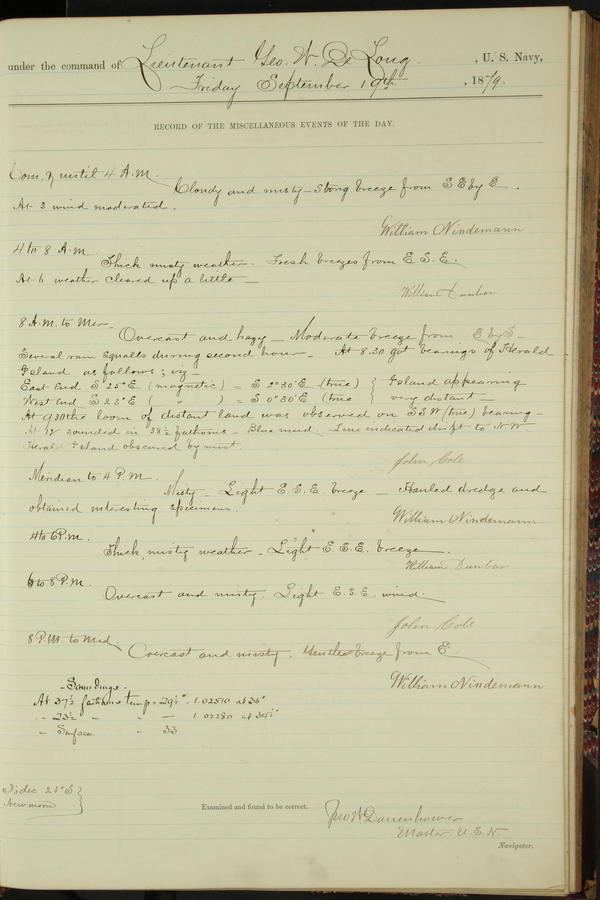 under the command of Lieutenant Geo. W. De Long, U. S. Navy,
Friday September 19th, 1879.
RECORD OF THE MISCELLANEOUS EVENTS OF THE DAY.
Com. g until 4 A.M.
Cloudy and misty – Strong breeze from S E by E.
At 3 wind moderated.
William Nindemann
4 to 8 A.M.
Thick misty weather. Fresh breezes from E.S.E.
At 6 weather cleared up a little –
William Dunbar
8 A.M. to Mer.
Overcast and hazy – Moderate breeze from E by S –
Several rain squalls during second hour – At 8.30 got bearings of Herald
Island as follows; viz –
East End S 25° E (magnetic) = S 2° 30' E (true) } Island appearing
West End S 23° E ( " ) = S 0° 30' E (true } very distant –
At 9.30 the loom of distant land was observed on SSW (true) bearing –
At 12 sounded in 38½ fathoms – Blue mud. Line indicated drift to N.W
Herald Island obscured by mist.
John Cole
Meridian to 4 P.M.
Misty – Light E.S.E. breeze – Hauled dredge and
obtained interesting specimens.
William Nindemann
4 to 6 P.M.
Thick, misty weather – Light E.S.E. breeze.
William Dunbar
6 to 8 P.M.
Overcast and misty. Light E.S.E. wind.
John Cole
8 P.M. to Mid.
Overcast and misty. Gentle breeze from E.
William Nindemann
– Soundings –
At 37½ fathoms temp. 29½° – 1.02510 at 35°
" 23½ " " – 1.02280 at 34½°
" Surface " 33
's dec 28° S }
New moon }
Examined and found to be correct.
Jno W Danenhower
Master U.S.N.
Navigator.